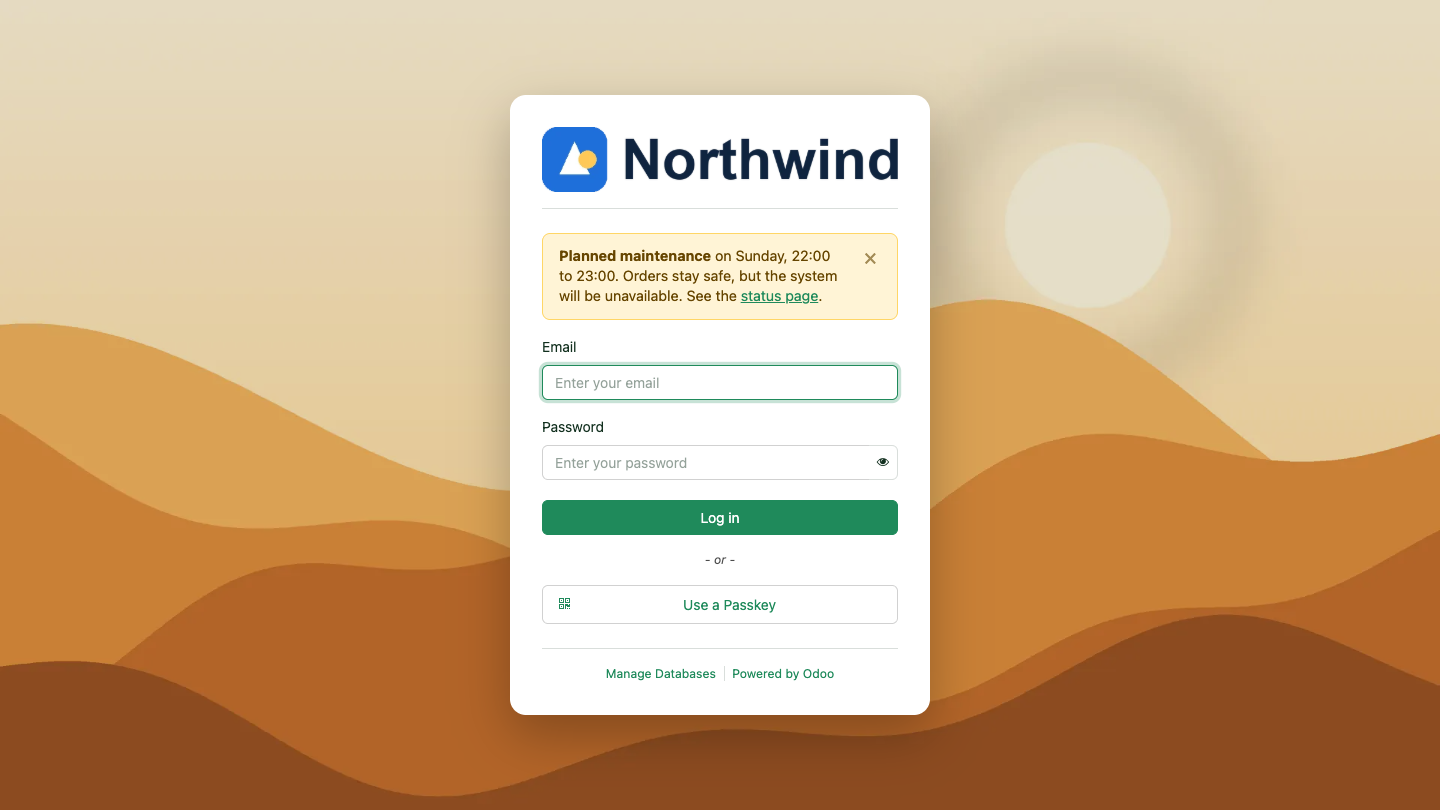 Northwind
Planned maintenance on Sunday, 22:00
to 23:00. Orders stay safe, but the system
will be unavailable. See the status page.
Email
Enter your email
Password
Enter your password
Log in
- or -
Use a Passkey
Manage Databases
Powered by Odoo